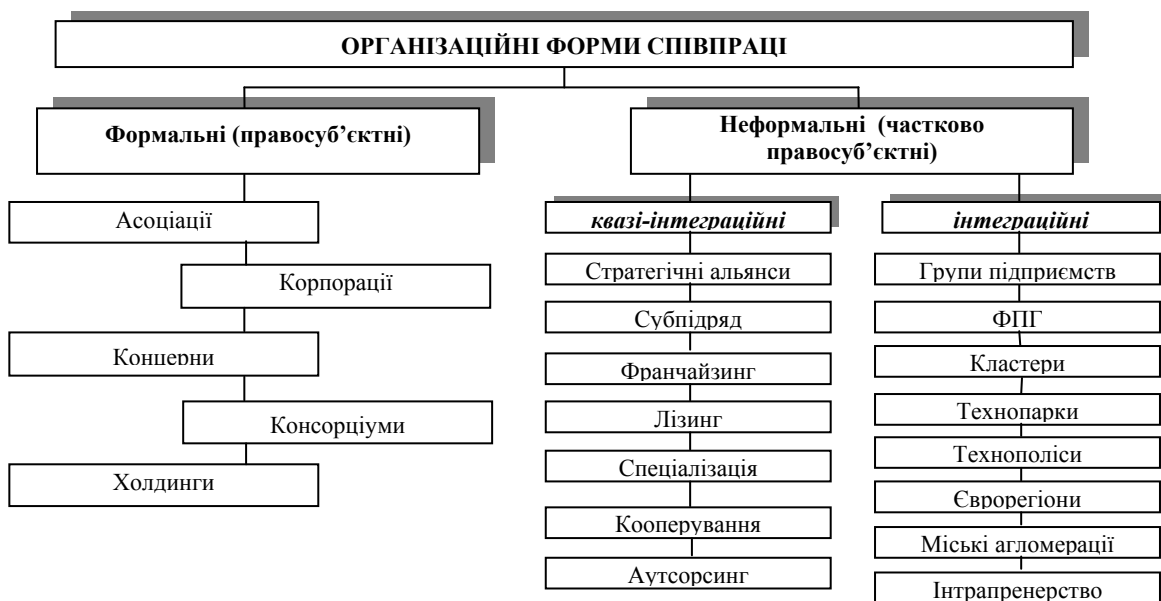 ОРГАНІЗАЦІЙНІ ФОРМИ СПІВПРАЦІ
Формальні (правосуб’єктні)
Неформальні (частково
правосуб’єктні)
Асоціації
Корпорації
Концерни
Консорціуми
Холдинги
квазі-інтеграційні
Стратегічні альянси
Субпідряд
Франчайзинг
Лізинг
Спеціалізація
Кооперування
Аутсорсинг
інтеграційні
Групи підприємств
ФПГ
Кластери
Технопарки
Технополіси
Єврорегіони
Міські агломерації
Інтрапренерство